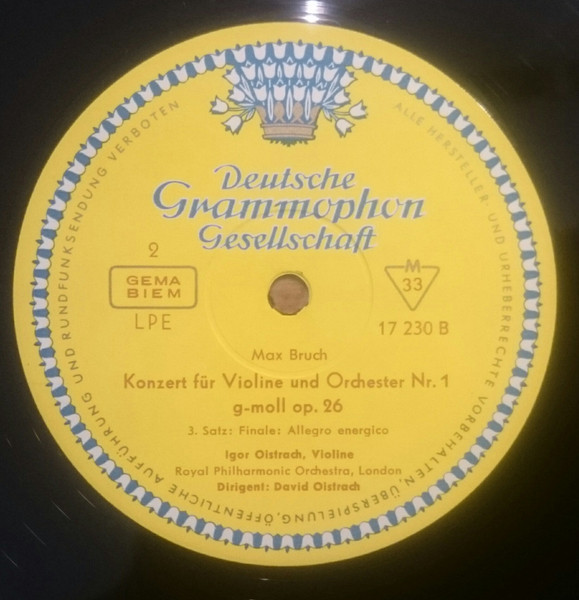 Deutsche
Grammophon
Gesellschaft
2
GEMA
BIEM
LPE
M
33
17 230 B
Max Bruch
Konzert für Violine und Orchester Nr. 1
g-moll op. 26
3. Satz: Finale: Allegro energico
Igor Oistrach, Violine
Royal Philharmonic Orchestra, London
Dirigent: David Oistrach
ALLE HERSTELLER- UND URHEBERRECHTE VORBEHALTEN, ÜBERSPIELUNG, ÖFFENTLICHE AUFFÜHRUNG UND RUNDFUNKSENDUNG VERBOTEN